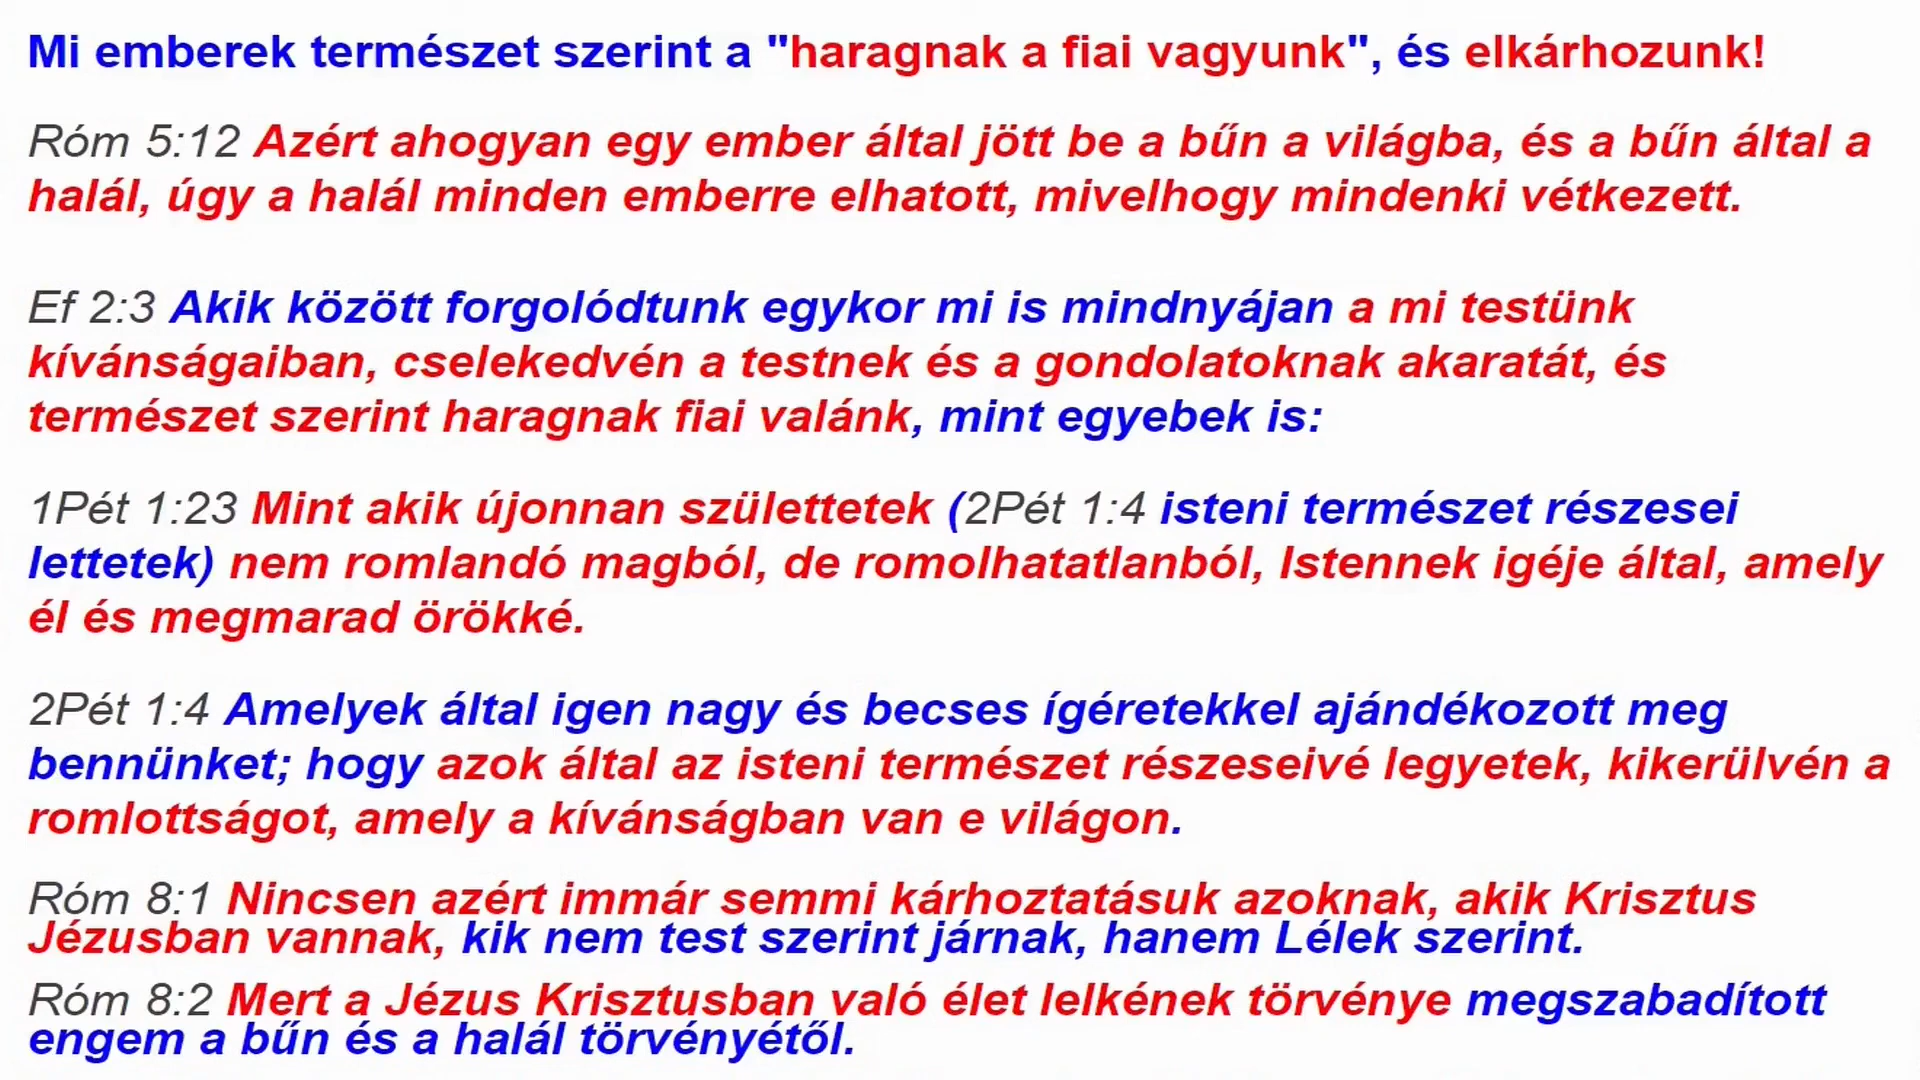 Mi emberek természet szerint a "haragnak a fiai vagyunk", és elkárhozunk!
Róm 5:12 Azért ahogyan egy ember által jött be a bűn a világba, és a bűn által a
halál, úgy a halál minden emberre elhatott, mivelhogy mindenki vétkezett.
Ef 2:3 Akik között forgolódtunk egykor mi is mindnyájan a mi testünk
kívánságaiban, cselekedvén a testnek és a gondolatoknak akaratát, és
természet szerint haragnak fiai valánk, mint egyebek is:
1Pét 1:23 Mint akik újonnan születtetek (2Pét 1:4 isteni természet részesei
lettetek) nem romlandó magból, de romolhatatlanból, Istennek igéje által, amely
él és megmarad örökké.
2Pét 1:4 Amelyek által igen nagy és becses ígéretekkel ajándékozott meg
bennünket; hogy azok által az isteni természet részeseivé legyetek, kikerülvén a
romlottságot, amely a kívánságban van e világon.
Róm 8:1 Nincsen azért immár semmi kárhoztatásuk azoknak, akik Krisztus
Jézusban vannak, kik nem test szerint járnak, hanem Lélek szerint.
Róm 8:2 Mert a Jézus Krisztusban való élet lelkének törvénye megszabadított
engem a bűn és a halál törvényétől.